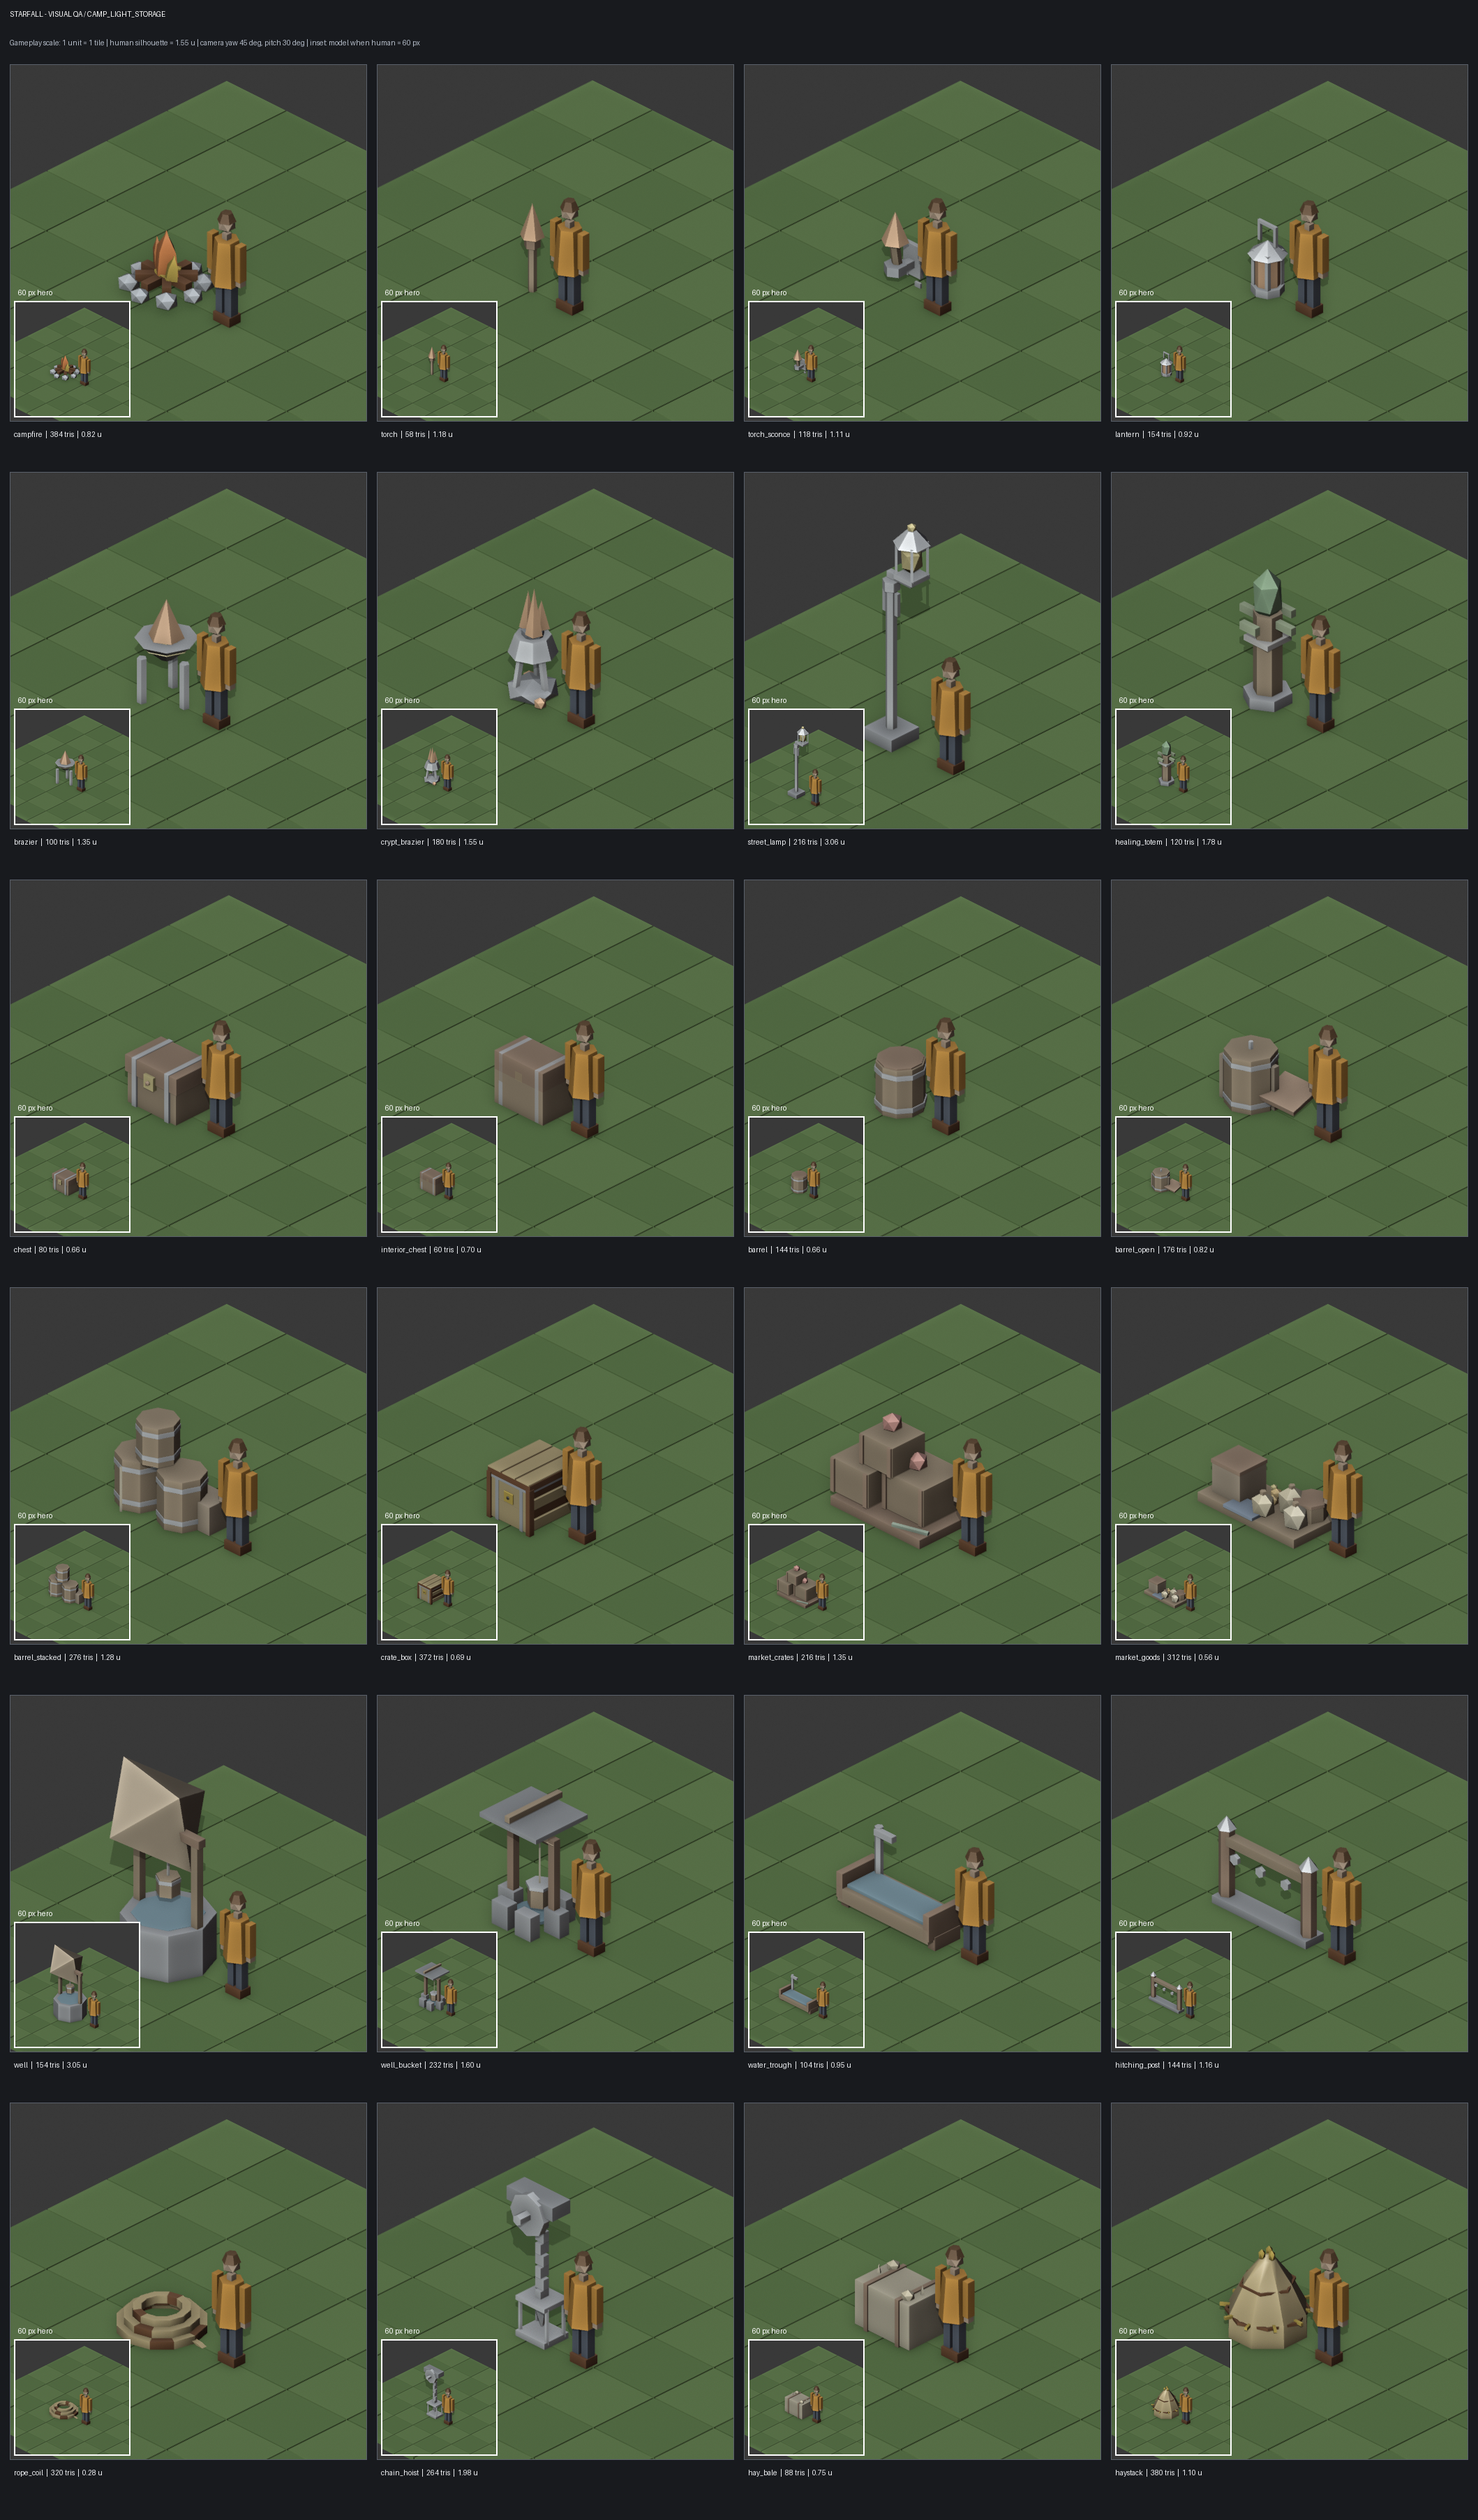 STARFALL - VISUAL QA / CAMP_LIGHT_STORAGE
Gameplay scale: 1 unit = 1 tile | human silhouette = 1.55 u | camera yaw 45 deg, pitch 30 deg | inset: model when human = 60 px
60 px hero
60 px hero
60 px hero
60 px hero
campfire | 384 tris | 0.82 u
torch | 58 tris | 1.18 u
torch_sconce | 118 tris | 1.11 u
lantern | 154 tris | 0.92 u
60 px hero
60 px hero
60 px hero
60 px hero
brazier | 100 tris | 1.35 u
crypt_brazier | 180 tris | 1.55 u
street_lamp | 216 tris | 3.06 u
healing_totem | 120 tris | 1.78 u
60 px hero
60 px hero
60 px hero
60 px hero
chest | 80 tris | 0.66 u
interior_chest | 60 tris | 0.70 u
barrel | 144 tris | 0.66 u
barrel_open | 176 tris | 0.82 u
60 px hero
60 px hero
60 px hero
60 px hero
barrel_stacked | 276 tris | 1.28 u
crate_box | 372 tris | 0.69 u
market_crates | 216 tris | 1.35 u
market_goods | 312 tris | 0.56 u
60 px hero
60 px hero
60 px hero
60 px hero
well | 154 tris | 3.05 u
well_bucket | 232 tris | 1.60 u
water_trough | 104 tris | 0.95 u
hitching_post | 144 tris | 1.16 u
60 px hero
60 px hero
60 px hero
60 px hero
rope_coil | 320 tris | 0.28 u
chain_hoist | 264 tris | 1.98 u
hay_bale | 88 tris | 0.75 u
haystack | 380 tris | 1.10 u